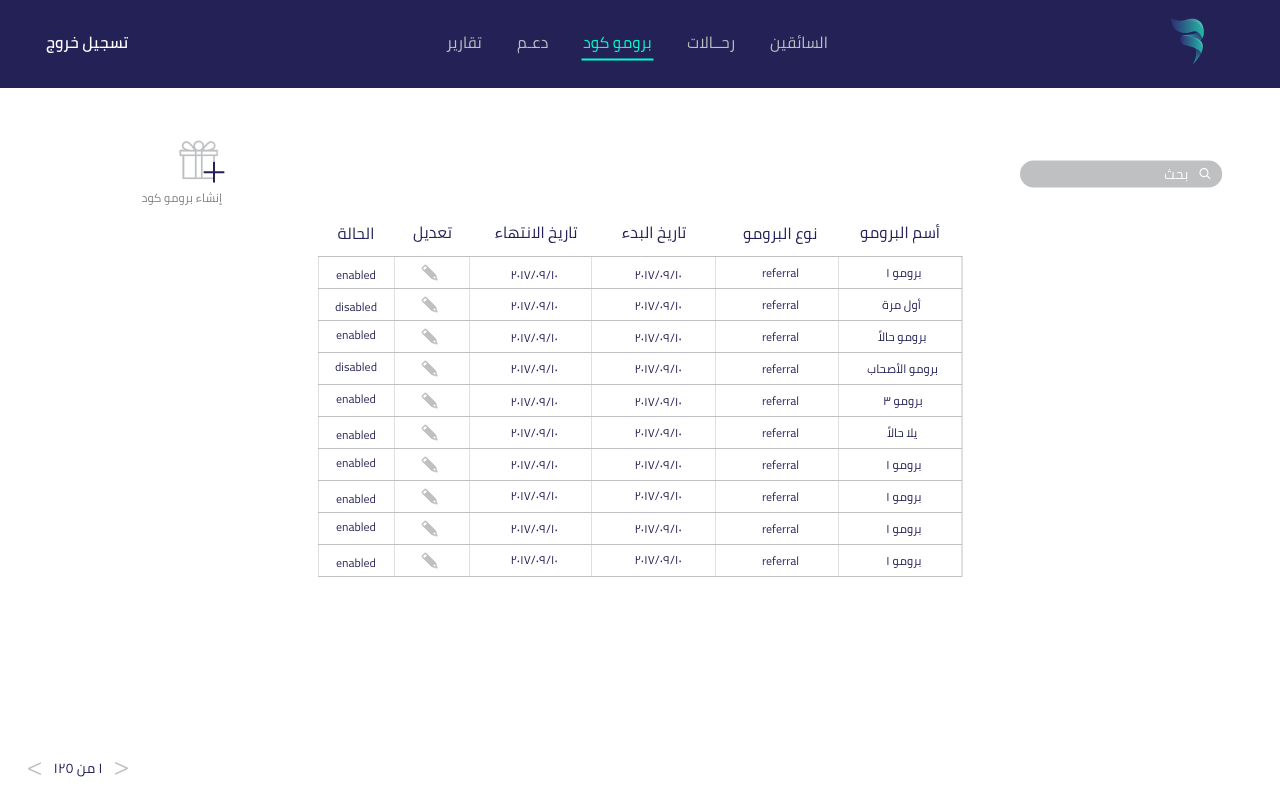 السائقين رحــالات برومو كود دعـم تقارير تسجيل خروج
بحث
إنشاء برومو كود
أسم البرومو نوع البرومو تاريخ البدء تاريخ الانتهاء تعديل الحالة
برومو ١ referral ٢٠١٧/٠٩/١٠ ٢٠١٧/٠٩/١٠ enabled
أول مرة referral ٢٠١٧/٠٩/١٠ ٢٠١٧/٠٩/١٠ disabled
برومو حالاً referral ٢٠١٧/٠٩/١٠ ٢٠١٧/٠٩/١٠ enabled
برومو الأصحاب referral ٢٠١٧/٠٩/١٠ ٢٠١٧/٠٩/١٠ disabled
برومو ٣ referral ٢٠١٧/٠٩/١٠ ٢٠١٧/٠٩/١٠ enabled
يلا حالاً referral ٢٠١٧/٠٩/١٠ ٢٠١٧/٠٩/١٠ enabled
برومو ١ referral ٢٠١٧/٠٩/١٠ ٢٠١٧/٠٩/١٠ enabled
برومو ١ referral ٢٠١٧/٠٩/١٠ ٢٠١٧/٠٩/١٠ enabled
برومو ١ referral ٢٠١٧/٠٩/١٠ ٢٠١٧/٠٩/١٠ enabled
برومو ١ referral ٢٠١٧/٠٩/١٠ ٢٠١٧/٠٩/١٠ enabled
١ من ١٢٥